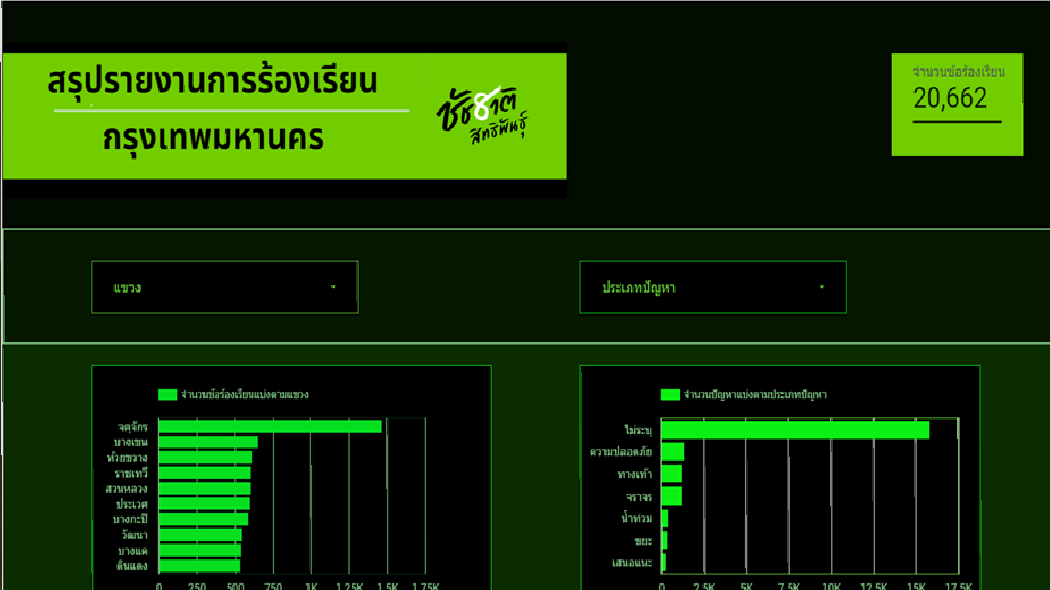 สรุปรายงานการร้องเรียน
กรุงเทพมหานคร
ชัชชาติ
สิทธิพันธุ์
จำนวนข้อร้องเรียน
20,662
แขวง
ประเภทปัญหา
จำนวนข้อร้องเรียนแบ่งตามแขวง
จตุจักร
บางเขน
ห้วยขวาง
ราชเทวี
สวนหลวง
ประเวศ
บางกะปิ
วัฒนา
บางแค
ดินแดง
0 250 500 750 1K 1.25K 1.5K 1.75K
จำนวนปัญหาแบ่งตามประเภทปัญหา
ไม่ระบุ
ความปลอดภัย
ทางเท้า
จราจร
น้ำท่วม
ขยะ
เสนอแนะ
0 2.5K 5K 7.5K 10K 12.5K 15K 17.5K